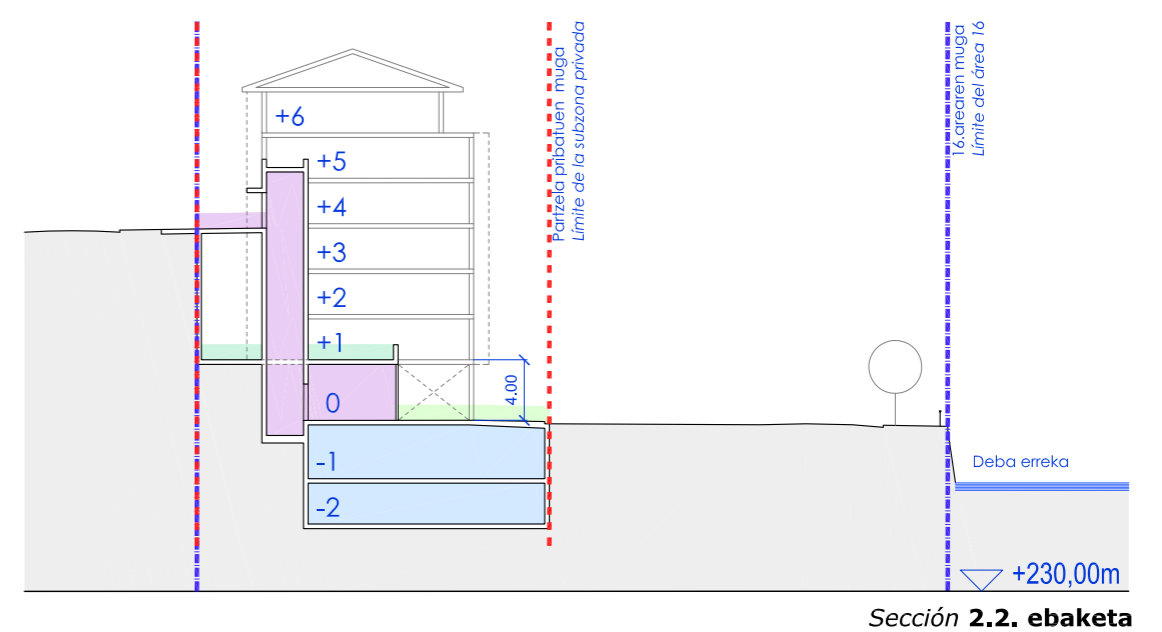 +6
+5
+4
+3
+2
+1
0
-1
-2
4.00
Partzela pribatuen muga
Límite de la subzona privada
16.arearen muga
Límite del área 16
Deba erreka
+230,00m
Sección 2.2. ebaketa